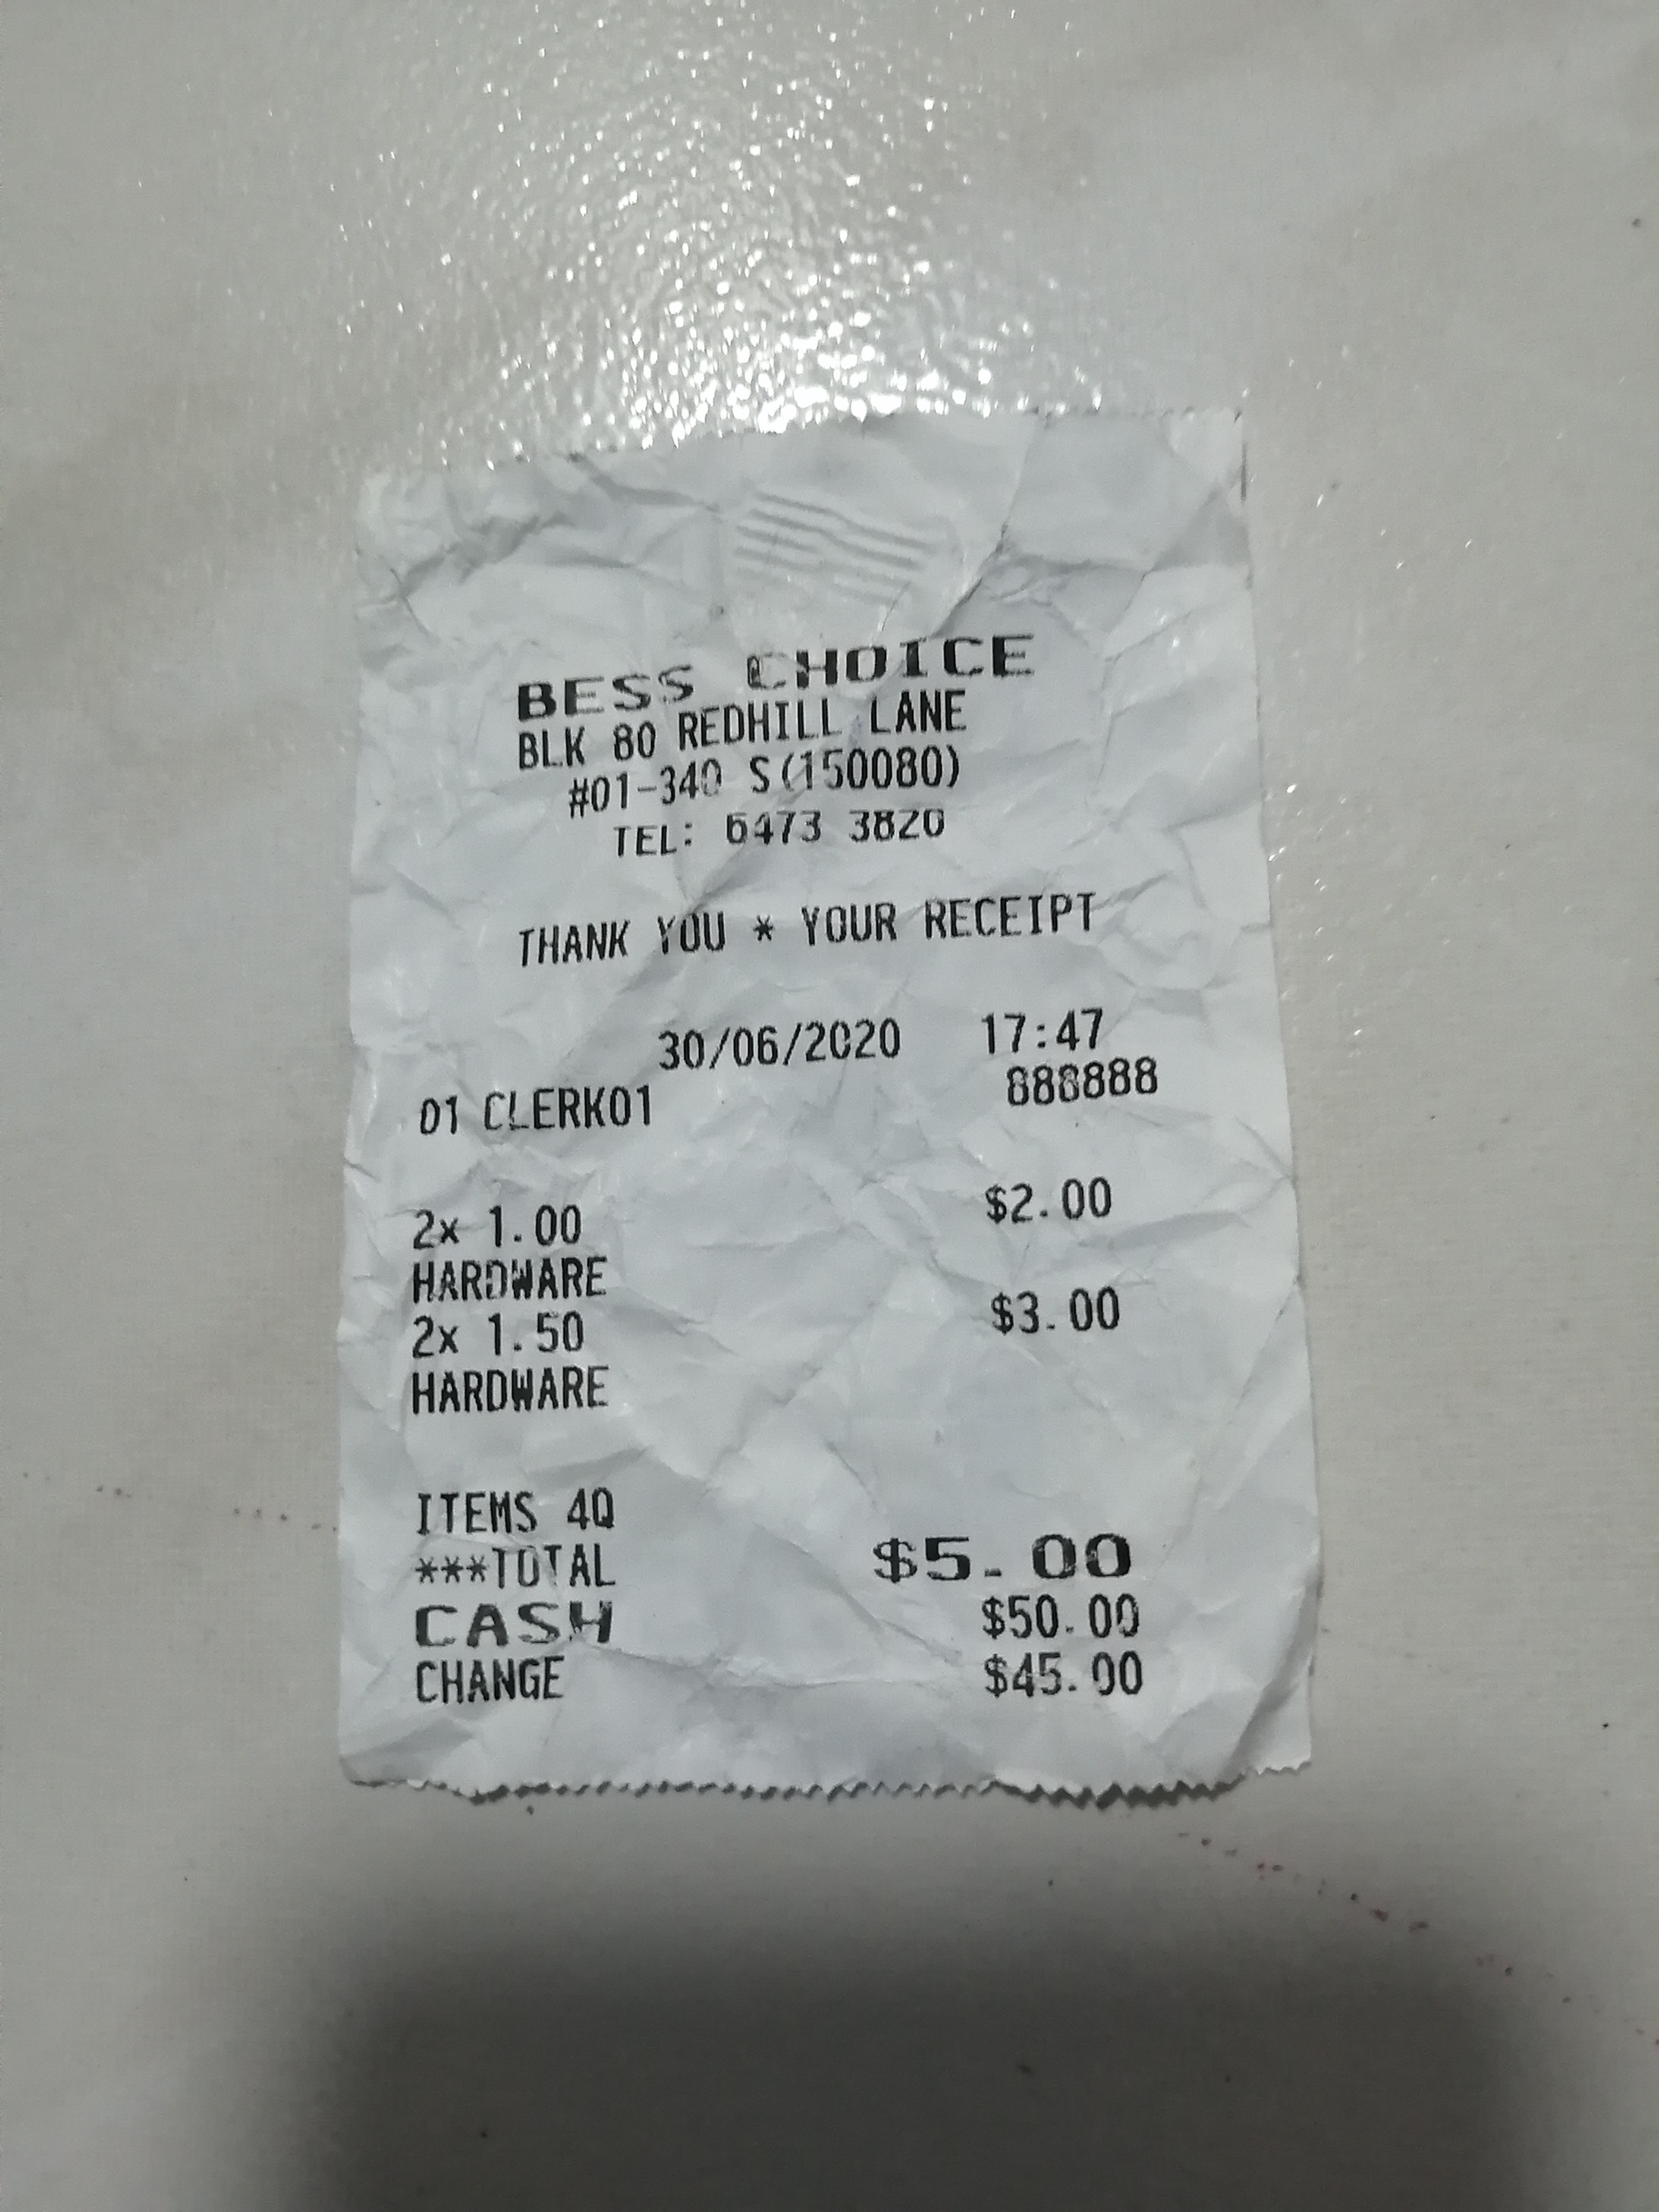 BESS CHOICE
BLK 80 REDHILL LANE
#01-340 S(150080)
TEL: 6473 3820
THANK YOU * YOUR RECEIPT
30/06/2020 17:47
01 CLERK01 888888
2x 1.00 $2.00
HARDWARE
2x 1.50 $3.00
HARDWARE
ITEMS 4Q
***TOTAL $5.00
CASH $50.00
CHANGE $45.00